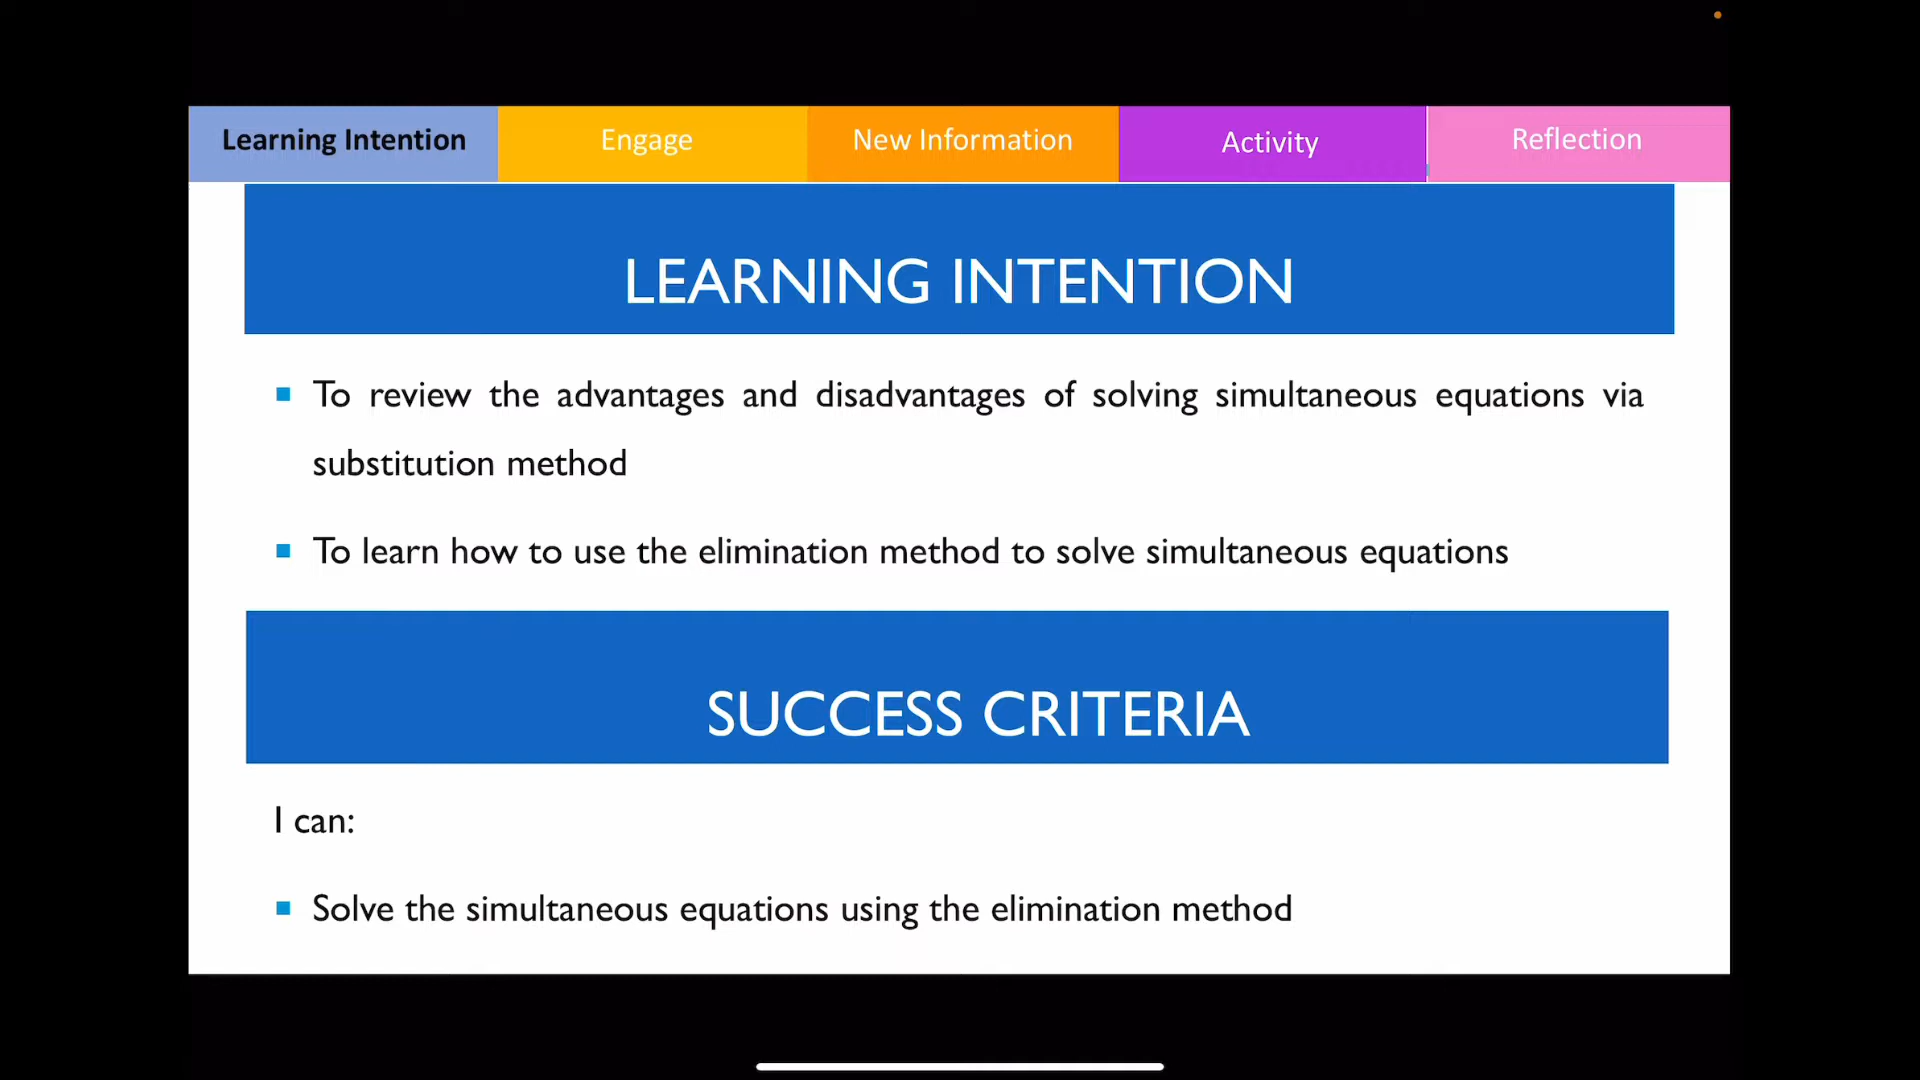 Learning Intention
Engage
New Information
Activity
Reflection
LEARNING INTENTION
To review the advantages and disadvantages of solving simultaneous equations via
substitution method
To learn how to use the elimination method to solve simultaneous equations
SUCCESS CRITERIA
I can:
Solve the simultaneous equations using the elimination method